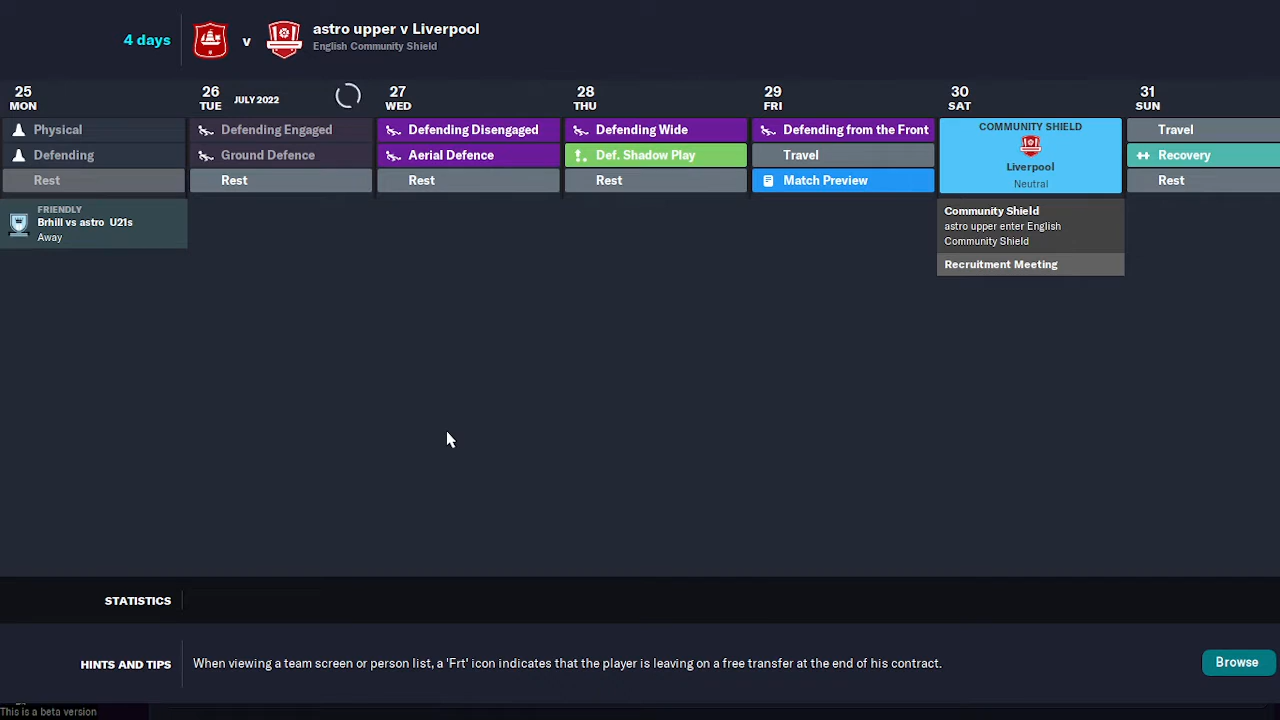 4 days
v
astro upper v Liverpool
English Community Shield
25
MON
26
TUE
JULY 2022
27
WED
28
THU
29
FRI
30
SAT
31
SUN
Physical
Defending
Rest
Defending Engaged
Ground Defence
Rest
Defending Disengaged
Aerial Defence
Rest
Defending Wide
Def. Shadow Play
Rest
Defending from the Front
Travel
Match Preview
COMMUNITY SHIELD
Liverpool
Neutral
Travel
Recovery
Rest
FRIENDLY
Brhill vs astro U21s
Away
Community Shield
astro upper enter English
Community Shield
Recruitment Meeting
STATISTICS
HINTS AND TIPS
When viewing a team screen or person list, a 'Frt' icon indicates that the player is leaving on a free transfer at the end of his contract.
Browse
This is a beta version